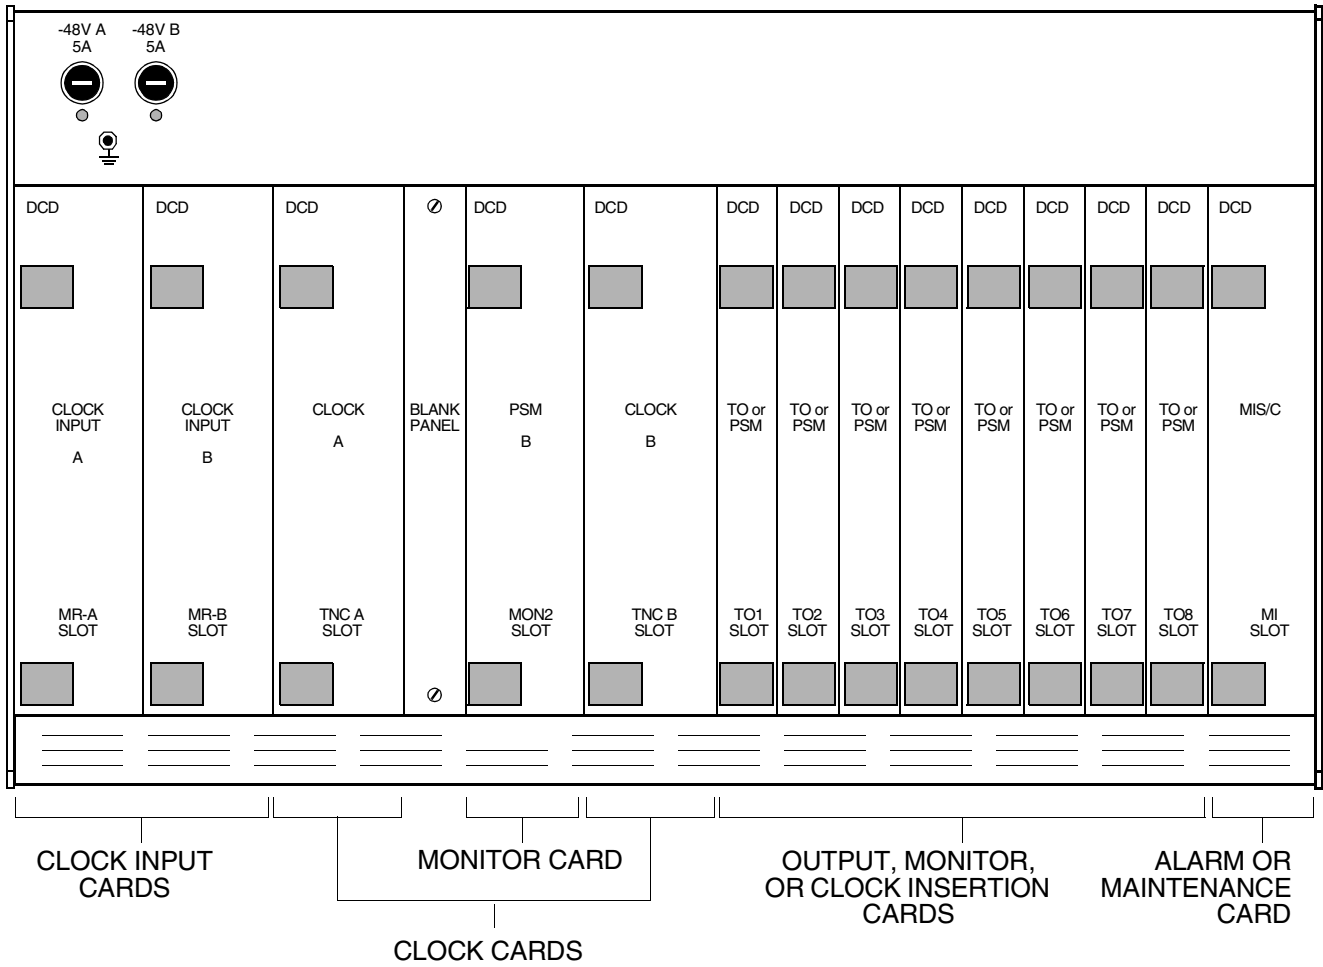 -48V A -48V B
5A 5A
DCD DCD DCD DCD DCD DCD DCD DCD DCD DCD DCD DCD DCD DCD
CLOCK CLOCK CLOCK BLANK PSM CLOCK TO or TO or TO or TO or TO or TO or TO or TO or MIS/C
INPUT INPUT PANEL PSM PSM PSM PSM PSM PSM PSM PSM
A B B
A B
MR-A MR-B TNC A MON2 TNC B TO1 TO2 TO3 TO4 TO5 TO6 TO7 TO8 MI
SLOT SLOT SLOT SLOT SLOT SLOT SLOT SLOT SLOT SLOT SLOT SLOT SLOT SLOT
CLOCK INPUT MONITOR CARD OUTPUT, MONITOR, ALARM OR
CARDS OR CLOCK INSERTION MAINTENANCE
CARDS CARD
CLOCK CARDS